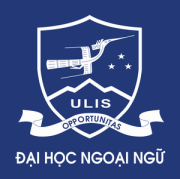 ULIS
OPPORTUNITAS
ĐẠI HỌC NGOẠI NGỮ